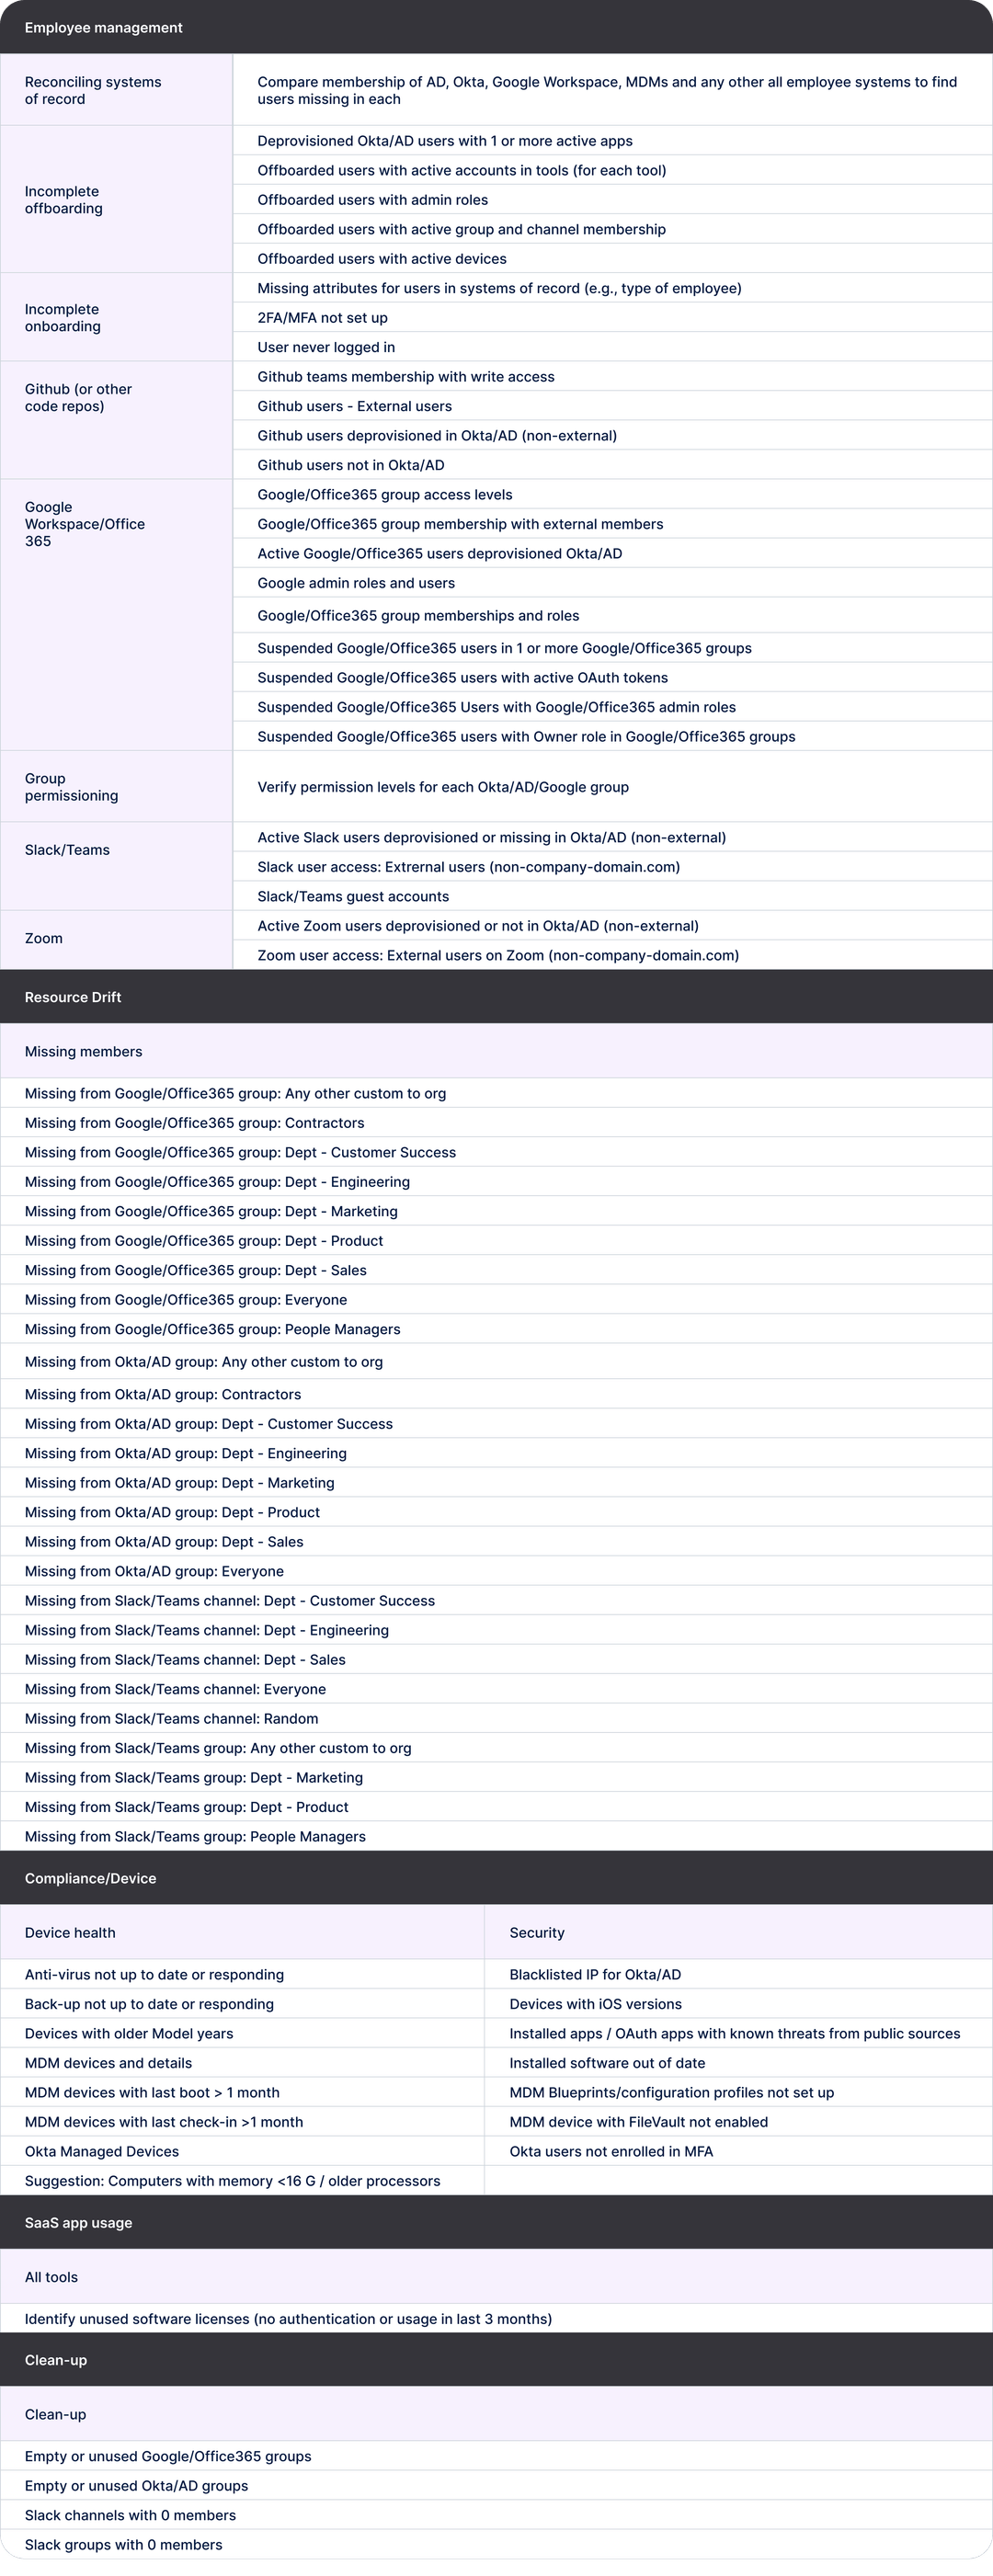 Employee management
Reconciling systems
of record
Compare membership of AD, Okta, Google Workspace, MDMs and any other all employee systems to find
users missing in each
Incomplete
offboarding
Deprovisioned Okta/AD users with 1 or more active apps
Offboarded users with active accounts in tools (for each tool)
Offboarded users with admin roles
Offboarded users with active group and channel membership
Offboarded users with active devices
Incomplete
onboarding
Missing attributes for users in systems of record (e.g., type of employee)
2FA/MFA not set up
User never logged in
Github (or other
code repos)
Github teams membership with write access
Github users - External users
Github users deprovisioned in Okta/AD (non-external)
Github users not in Okta/AD
Google
Workspace/Office
365
Google/Office365 group access levels
Google/Office365 group membership with external members
Active Google/Office365 users deprovisioned Okta/AD
Google admin roles and users
Google/Office365 group memberships and roles
Suspended Google/Office365 users in 1 or more Google/Office365 groups
Suspended Google/Office365 users with active OAuth tokens
Suspended Google/Office365 Users with Google/Office365 admin roles
Suspended Google/Office365 users with Owner role in Google/Office365 groups
Group
permissioning
Verify permission levels for each Okta/AD/Google group
Slack/Teams
Active Slack users deprovisioned or missing in Okta/AD (non-external)
Slack user access: Extrernal users (non-company-domain.com)
Slack/Teams guest accounts
Zoom
Active Zoom users deprovisioned or not in Okta/AD (non-external)
Zoom user access: External users on Zoom (non-company-domain.com)
Resource Drift
Missing members
Missing from Google/Office365 group: Any other custom to org
Missing from Google/Office365 group: Contractors
Missing from Google/Office365 group: Dept - Customer Success
Missing from Google/Office365 group: Dept - Engineering
Missing from Google/Office365 group: Dept - Marketing
Missing from Google/Office365 group: Dept - Product
Missing from Google/Office365 group: Dept - Sales
Missing from Google/Office365 group: Everyone
Missing from Google/Office365 group: People Managers
Missing from Okta/AD group: Any other custom to org
Missing from Okta/AD group: Contractors
Missing from Okta/AD group: Dept - Customer Success
Missing from Okta/AD group: Dept - Engineering
Missing from Okta/AD group: Dept - Marketing
Missing from Okta/AD group: Dept - Product
Missing from Okta/AD group: Dept - Sales
Missing from Okta/AD group: Everyone
Missing from Slack/Teams channel: Dept - Customer Success
Missing from Slack/Teams channel: Dept - Engineering
Missing from Slack/Teams channel: Dept - Sales
Missing from Slack/Teams channel: Everyone
Missing from Slack/Teams channel: Random
Missing from Slack/Teams group: Any other custom to org
Missing from Slack/Teams group: Dept - Marketing
Missing from Slack/Teams group: Dept - Product
Missing from Slack/Teams group: People Managers
Compliance/Device
Device health
Security
Anti-virus not up to date or responding
Blacklisted IP for Okta/AD
Back-up not up to date or responding
Devices with iOS versions
Devices with older Model years
Installed apps / OAuth apps with known threats from public sources
MDM devices and details
Installed software out of date
MDM devices with last boot > 1 month
MDM Blueprints/configuration profiles not set up
MDM devices with last check-in >1 month
MDM device with FileVault not enabled
Okta Managed Devices
Okta users not enrolled in MFA
Suggestion: Computers with memory <16 G / older processors
SaaS app usage
All tools
Identify unused software licenses (no authentication or usage in last 3 months)
Clean-up
Clean-up
Empty or unused Google/Office365 groups
Empty or unused Okta/AD groups
Slack channels with 0 members
Slack groups with 0 members